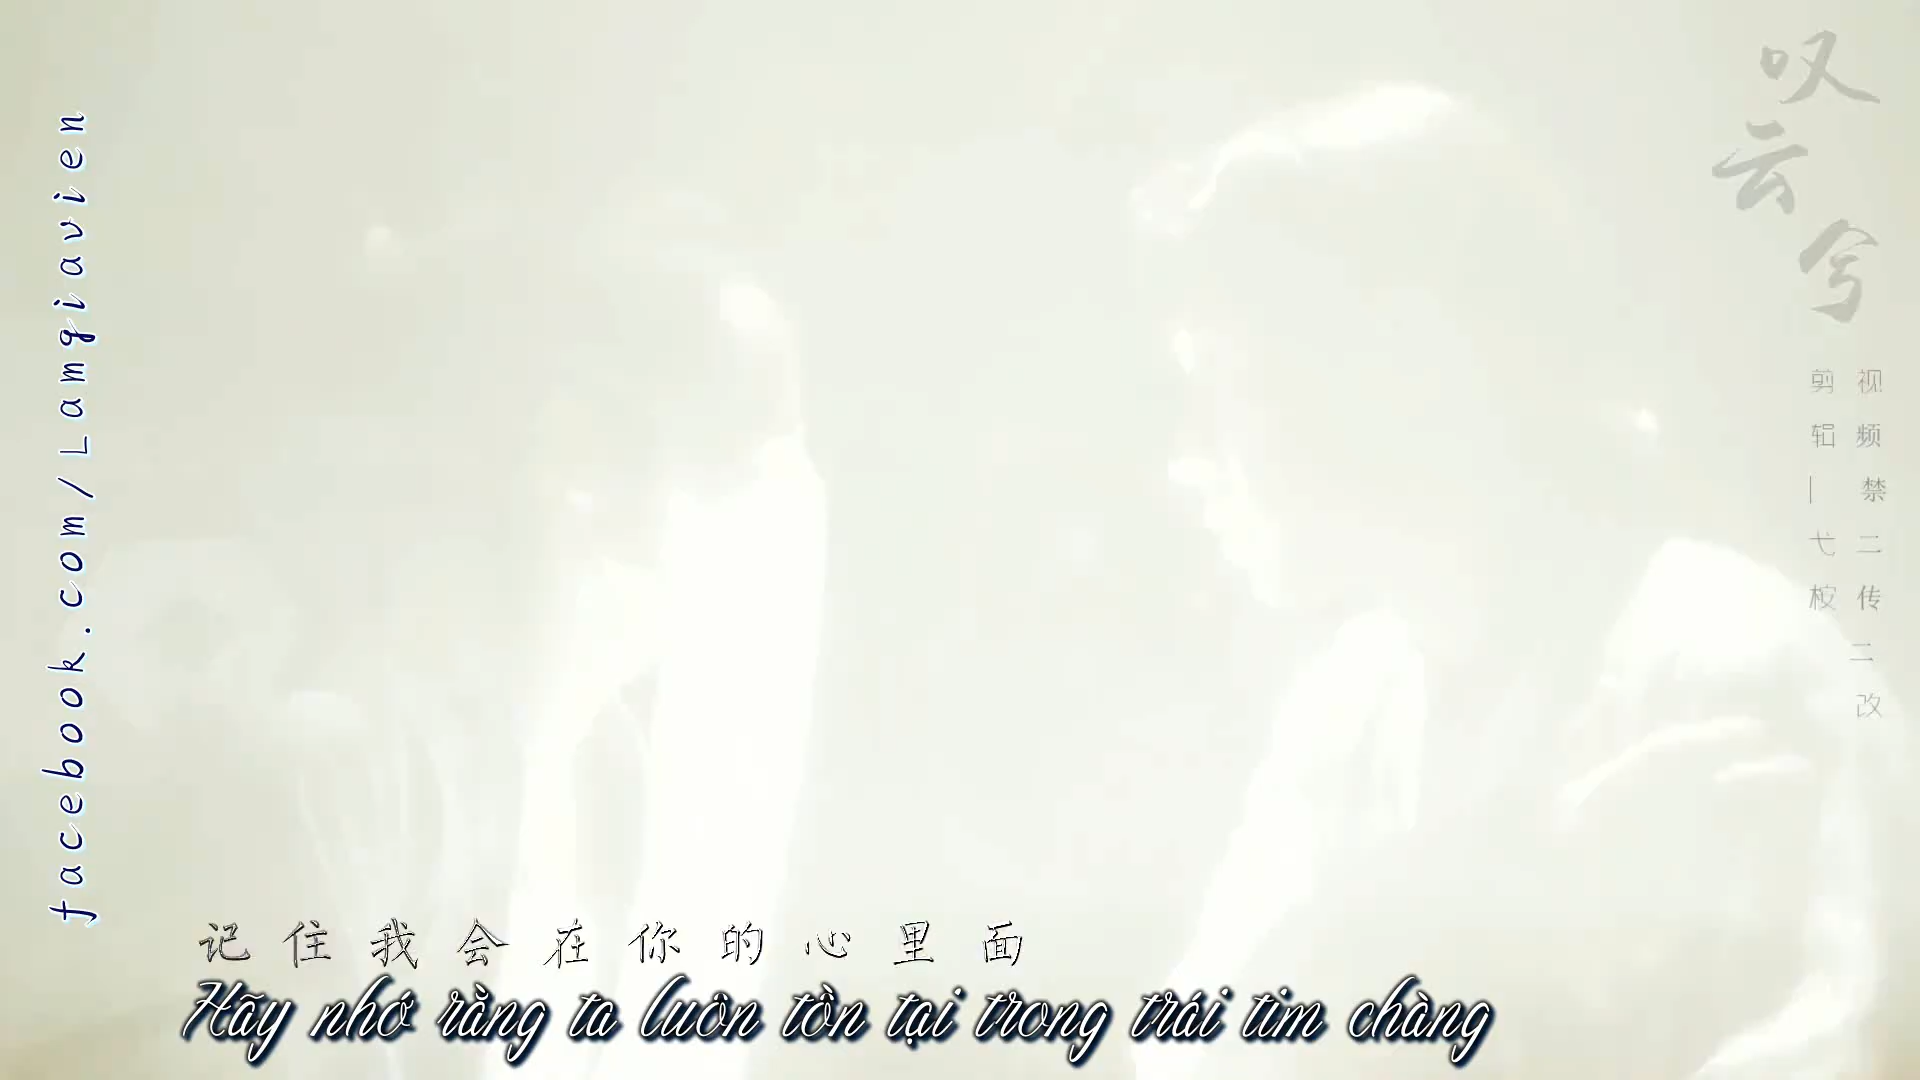 facebook.com/Lamgiavien
叹云兮
视频禁二传二改
剪辑|弋桉
记住我会在你的心里面
Hãy nhớ rằng ta luôn tồn tại trong trái tim chàng